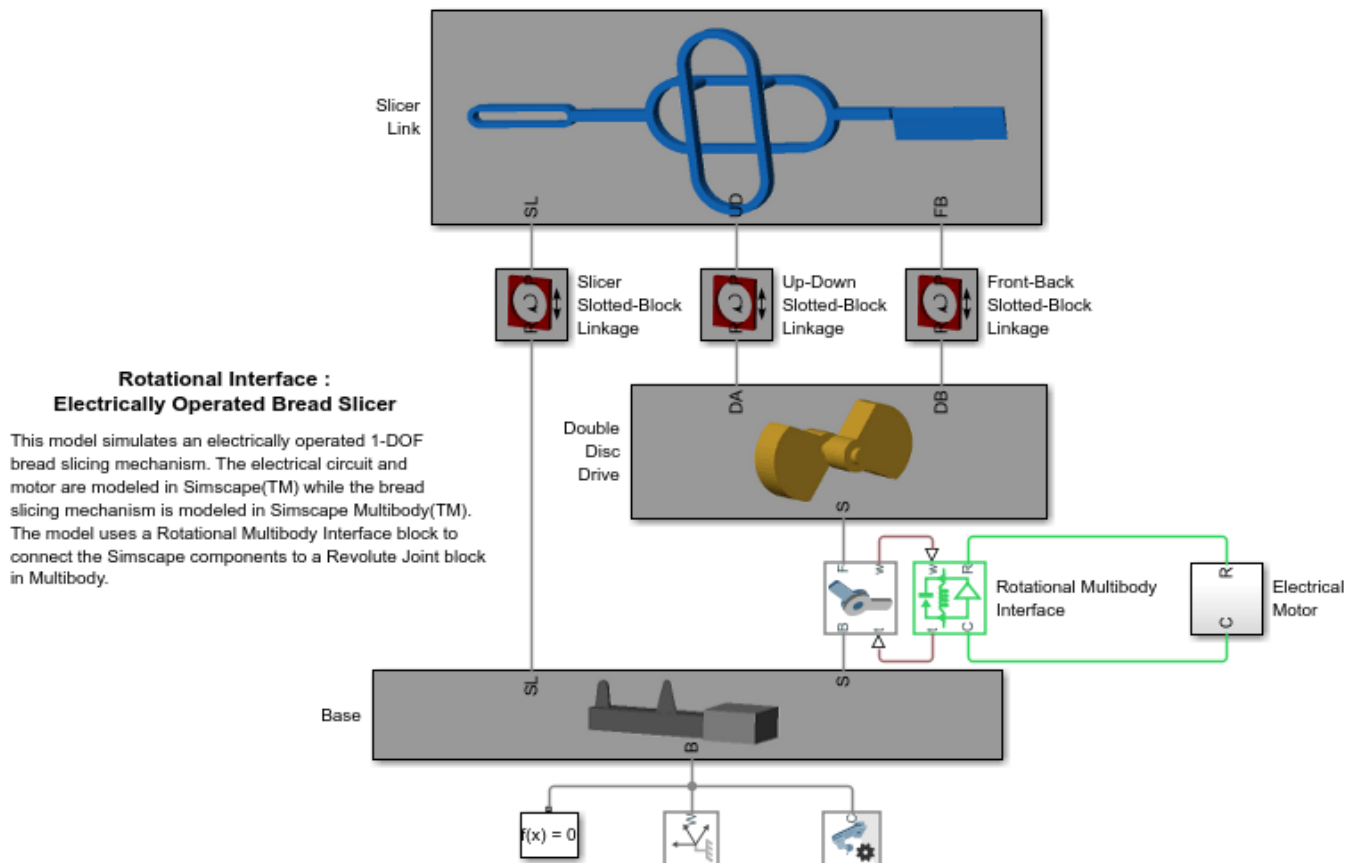 Slicer
Link
SL
UD
FB
P
R
Slicer
Slotted-Block
Linkage
P
R
Up-Down
Slotted-Block
Linkage
P
R
Front-Back
Slotted-Block
Linkage
Rotational Interface :
Electrically Operated Bread Slicer
This model simulates an electrically operated 1-DOF
bread slicing mechanism. The electrical circuit and
motor are modeled in Simscape(TM) while the bread
slicing mechanism is modeled in Simscape Multibody(TM).
The model uses a Rotational Multibody Interface block to
connect the Simscape components to a Revolute Joint block
in Multibody.
DA
DB
Double
Disc
Drive
S
F
w
B
t
w
R
t
C
Rotational Multibody
Interface
R
C
Electrical
Motor
SL
S
Base
B
f(x) = 0
W
C